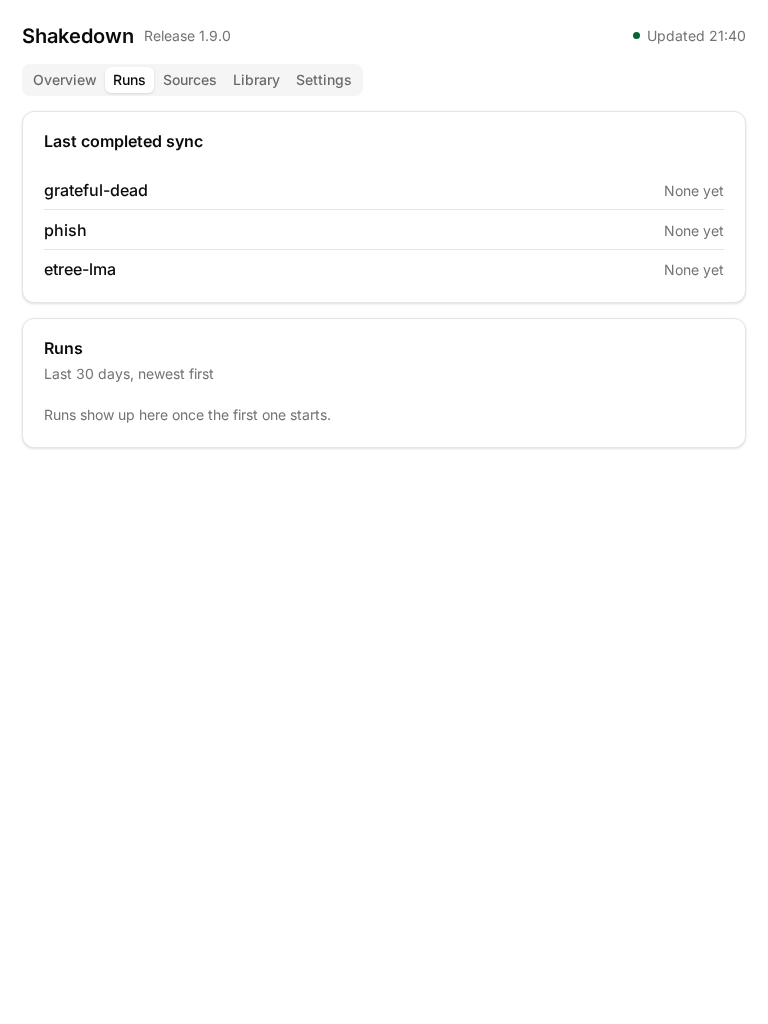 Shakedown Release 1.9.0 Updated 21:40
Overview Runs Sources Library Settings
Last completed sync
grateful-dead None yet
phish None yet
etree-lma None yet
Runs
Last 30 days, newest first
Runs show up here once the first one starts.